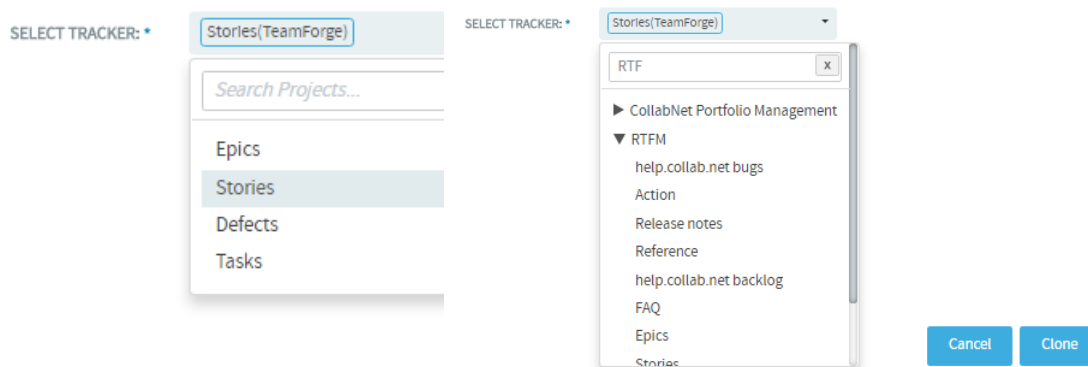 SELECT TRACKER: *
Stories(TeamForge)
Search Projects...
Epics
Stories
Defects
Tasks
SELECT TRACKER: *
Stories(TeamForge)
RTF
X
CollabNet Portfolio Management
RTFM
help.collab.net bugs
Action
Release notes
Reference
help.collab.net backlog
FAQ
Epics
Stories
Cancel
Clone